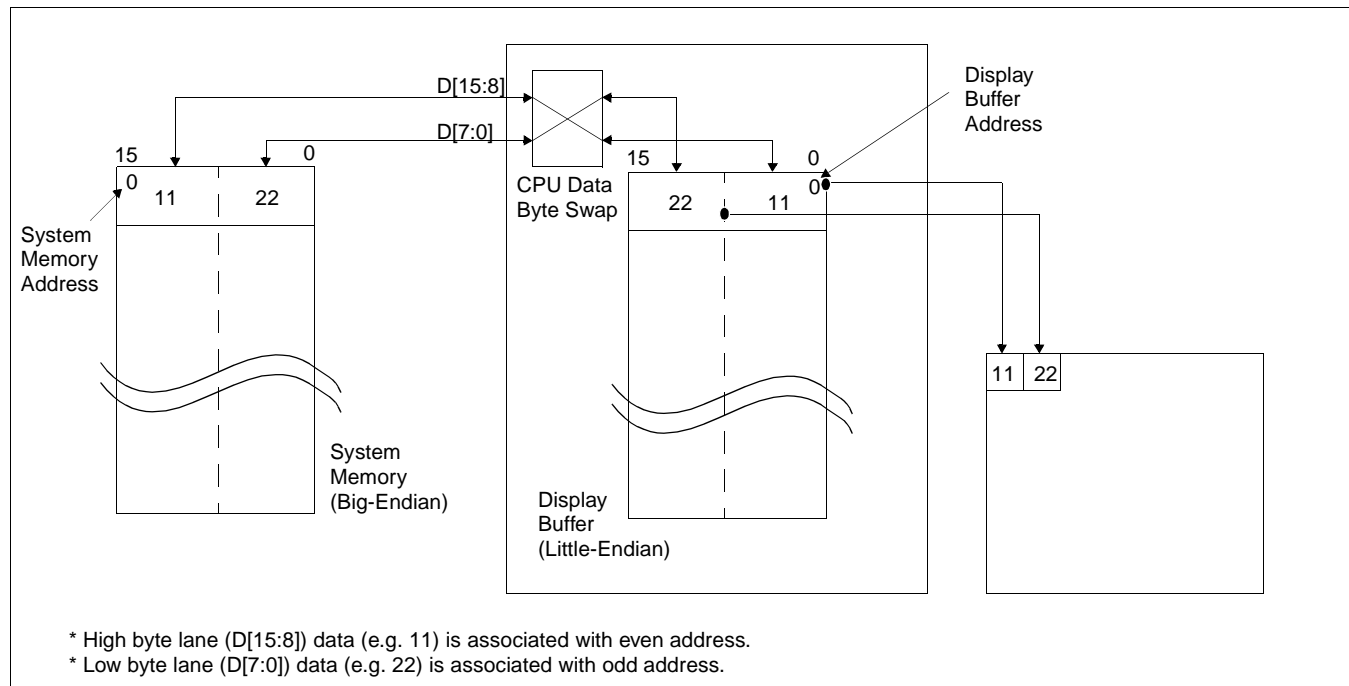 D[15:8]
D[7:0]
15
0
0
11
22
System
Memory
Address
System
Memory
(Big-Endian)
CPU Data
Byte Swap
15
0
0
22
11
Display
Buffer
Address
Display
Buffer
(Little-Endian)
11
22
* High byte lane (D[15:8]) data (e.g. 11) is associated with even address.
* Low byte lane (D[7:0]) data (e.g. 22) is associated with odd address.